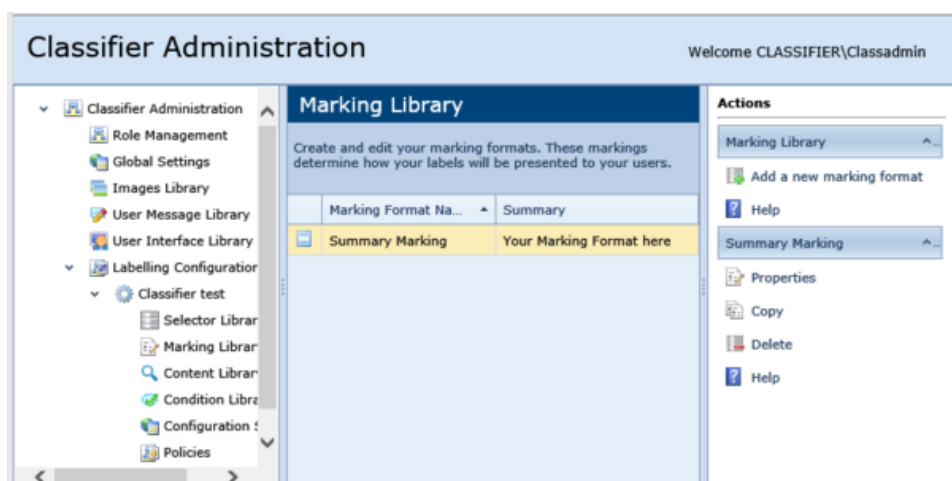 Classifier Administration
Welcome CLASSIFIER\Classadmin
Classifier Administration
Role Management
Global Settings
Images Library
User Message Library
User Interface Library
Labelling Configuration
Classifier test
Selector Librar
Marking Librar
Content Librar
Condition Libra
Configuration S
Policies
Marking Library
Create and edit your marking formats. These markings
determine how your labels will be presented to your users.
Marking Format Na... Summary
Summary Marking Your Marking Format here
Actions
Marking Library
Add a new marking format
Help
Summary Marking
Properties
Copy
Delete
Help